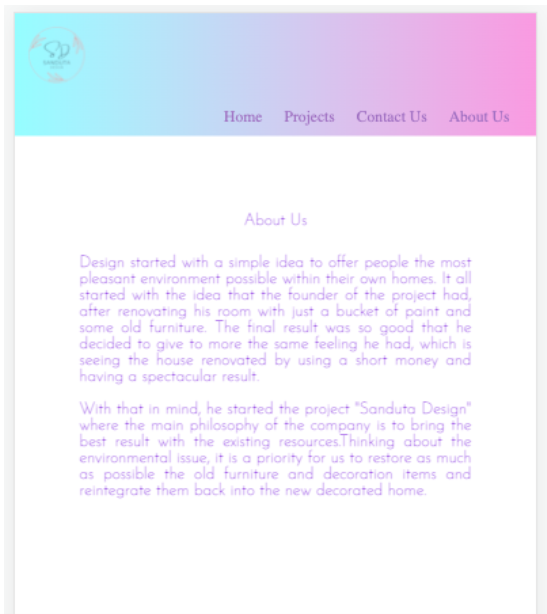 SANDUTA
Home Projects Contact Us About Us
About Us
Design started with a simple idea to offer people the most
pleasant environment possible within their own homes. It all
started with the idea that the founder of the project had,
after renovating his room with just a bucket of paint and
some old furniture. The final result was so good that he
decided to give to more the same feeling he had, which is
seeing the house renovated by using a short money and
having a spectacular result.
With that in mind, he started the project "Sanduta Design"
where the main philosophy of the company is to bring the
best result with the existing resources.Thinking about the
environmental issue, it is a priority for us to restore as much
as possible the old furniture and decoration items and
reintegrate them back into the new decorated home.